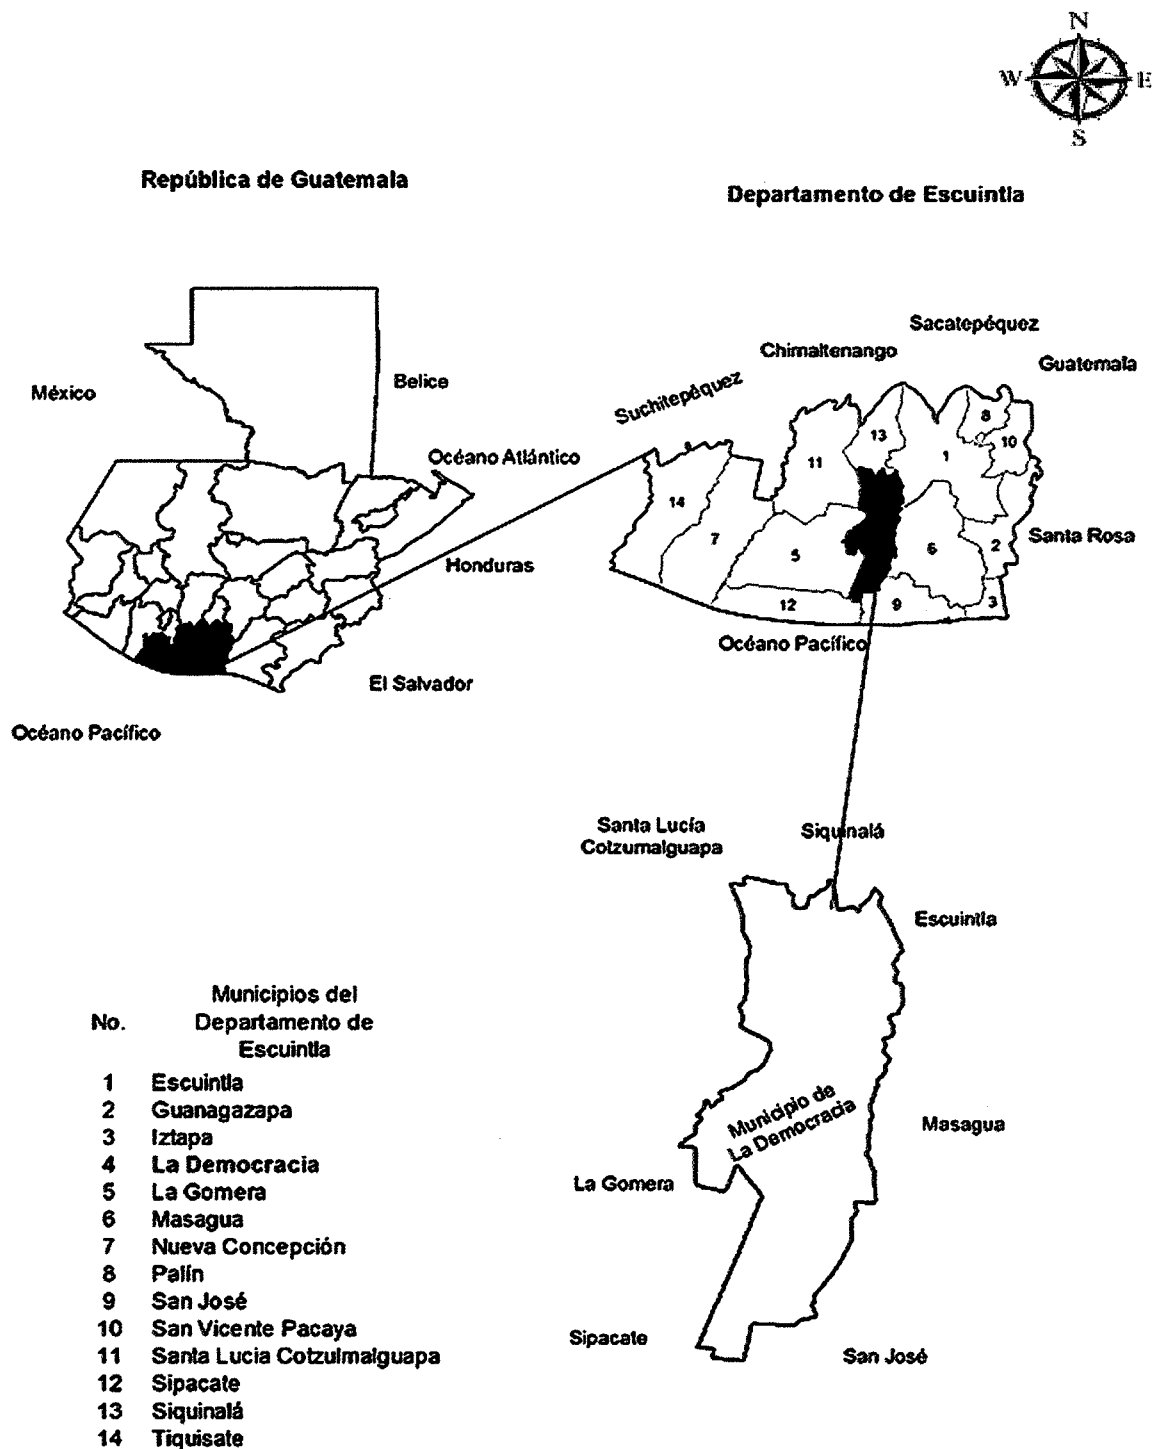 N
W E
S
República de Guatemala
Departamento de Escuintla
México
Belice
Océano Atlántico
Honduras
El Salvador
Océano Pacífico
Sacatepéquez
Chimaltenango
Guatemala
Suchitepéquez
8
13
10
1
11
14
7
5
6
2
Santa Rosa
12
9
3
Océano Pacífico
Santa Lucía
Cotzumalguapa
Siquinalá
Escuintla
Municipio de
La Democracia
Masagua
La Gomera
Sipacate
San José
Municipios del
No. Departamento de
Escuintla
1 Escuintla
2 Guanagazapa
3 Iztapa
4 La Democracia
5 La Gomera
6 Masagua
7 Nueva Concepción
8 Palín
9 San José
10 San Vicente Pacaya
11 Santa Lucia Cotzulmalguapa
12 Sipacate
13 Siquinalá
14 Tiquisate